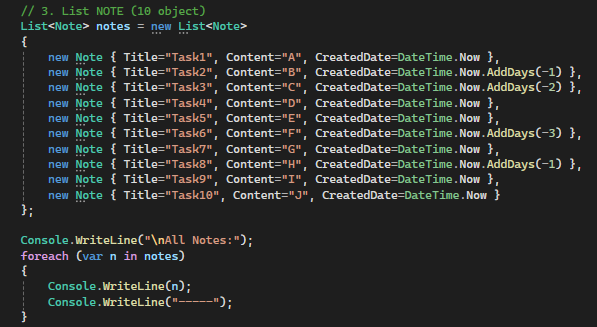 // 3. List NOTE (10 object)
List<Note> notes = new List<Note>
{
    new Note { Title="Task1", Content="A", CreatedDate=DateTime.Now },
    new Note { Title="Task2", Content="B", CreatedDate=DateTime.Now.AddDays(-1) },
    new Note { Title="Task3", Content="C", CreatedDate=DateTime.Now.AddDays(-2) },
    new Note { Title="Task4", Content="D", CreatedDate=DateTime.Now },
    new Note { Title="Task5", Content="E", CreatedDate=DateTime.Now },
    new Note { Title="Task6", Content="F", CreatedDate=DateTime.Now.AddDays(-3) },
    new Note { Title="Task7", Content="G", CreatedDate=DateTime.Now },
    new Note { Title="Task8", Content="H", CreatedDate=DateTime.Now.AddDays(-1) },
    new Note { Title="Task9", Content="I", CreatedDate=DateTime.Now },
    new Note { Title="Task10", Content="J", CreatedDate=DateTime.Now }
};
Console.WriteLine("\nAll Notes:");
foreach (var n in notes)
{
    Console.WriteLine(n);
    Console.WriteLine("-----");
}